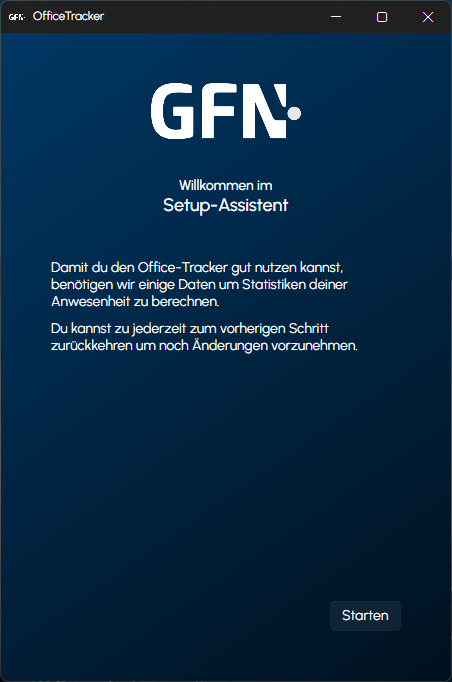 GFN
OfficeTracker
GFN
Willkommen im
Setup-Assistent
Damit du den Office-Tracker gut nutzen kannst,
benötigen wir einige Daten um Statistiken deiner
Anwesenheit zu berechnen.
Du kannst zu jederzeit zum vorherigen Schritt
zurückkehren um noch Änderungen vorzunehmen.
Starten